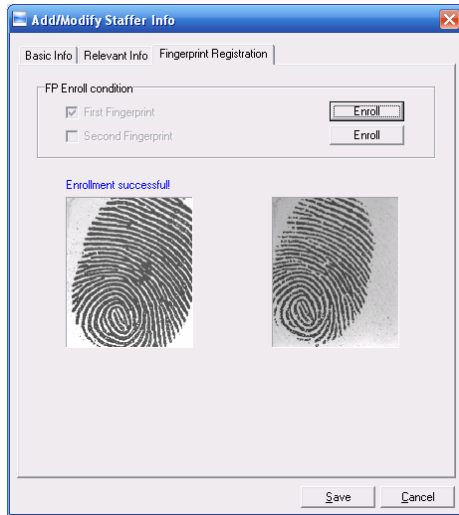 Add/Modify Staffer Info
Basic Info Relevant Info Fingerprint Registration
FP Enroll condition
First Fingerprint Enroll
Second Fingerprint Enroll
Enrollment successful!
Save Cancel